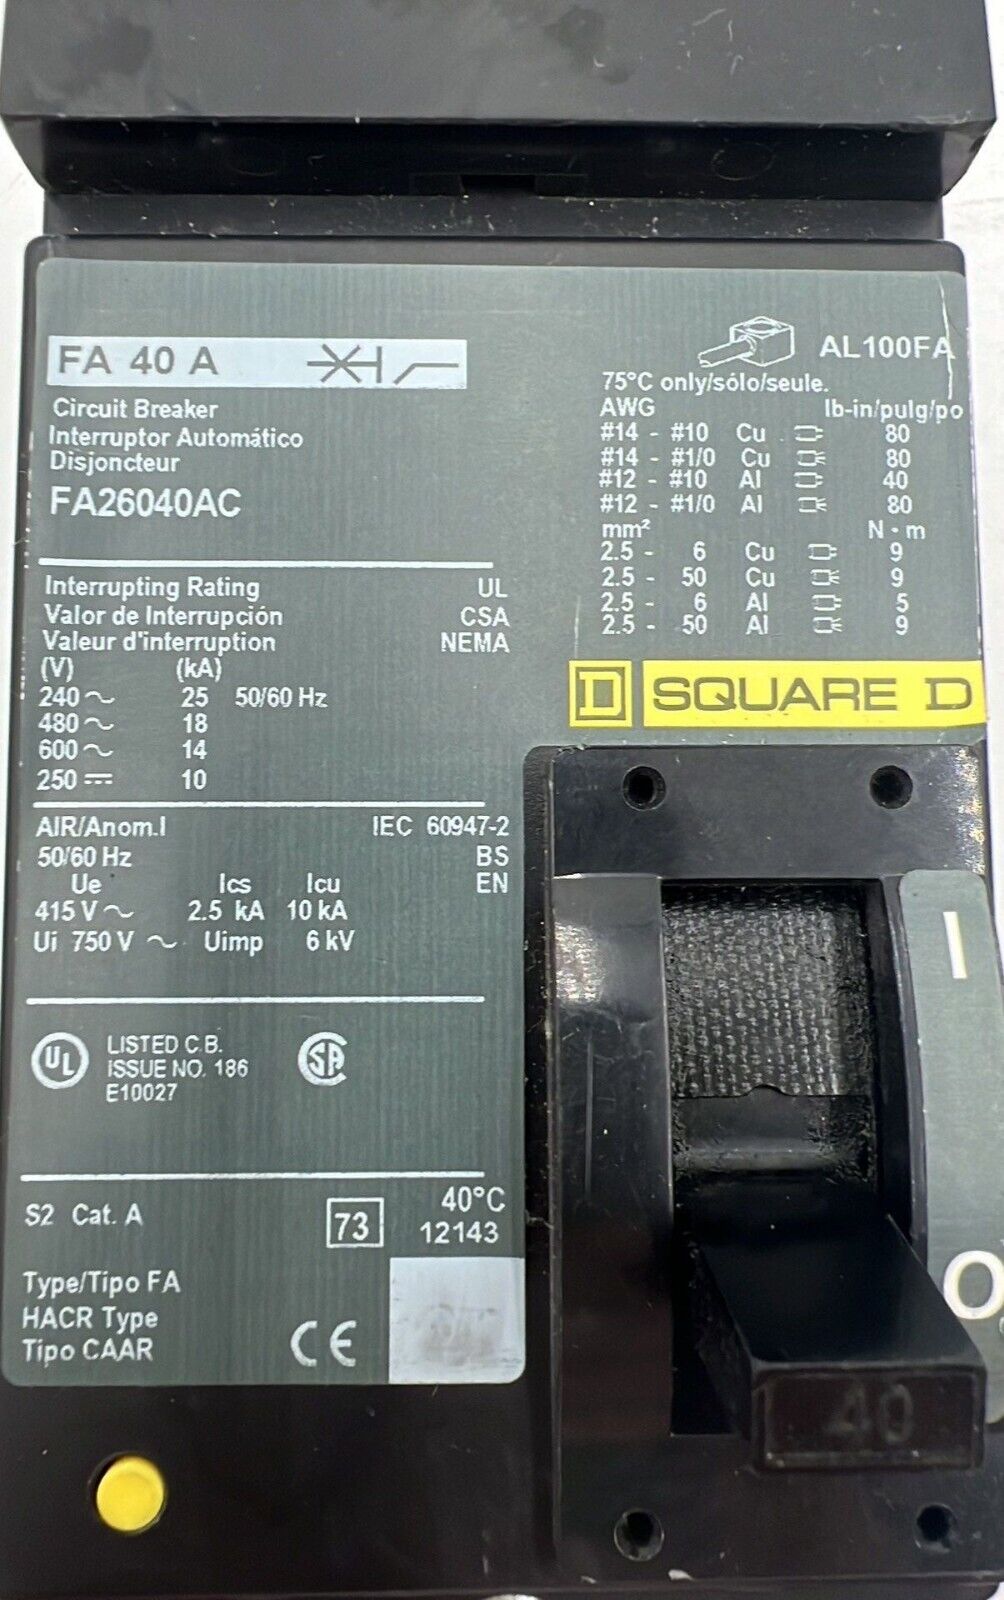 FA 40 A
Circuit Breaker
Interruptor Automático
Disjoncteur
FA26040AC
Interrupting Rating UL
Valor de Interrupción CSA
Valeur d'interruption NEMA
(V) (kA)
240 ~ 25 50/60 Hz
480 ~ 18
600 ~ 14
250 ⎓ 10
AIR/Anom.I IEC 60947-2
50/60 Hz BS
Ue Ics Icu EN
415 V ~ 2.5 kA 10 kA
Ui 750 V ~ Uimp 6 kV
UL LISTED C.B.
ISSUE NO. 186
E10027
SA
S2 Cat. A 73 40°C
12143
Type/Tipo FA
HACR Type
Tipo CAAR
CE
AL100FA
75°C only/sólo/seule.
AWG lb-in/pulg/po
#14 - #10 Cu 80
#14 - #1/0 Cu 80
#12 - #10 Al 40
#12 - #1/0 Al 80
mm² N • m
2.5 - 6 Cu 9
2.5 - 50 Cu 9
2.5 - 6 Al 5
2.5 - 50 Al 9
D SQUARE D
I
O
40